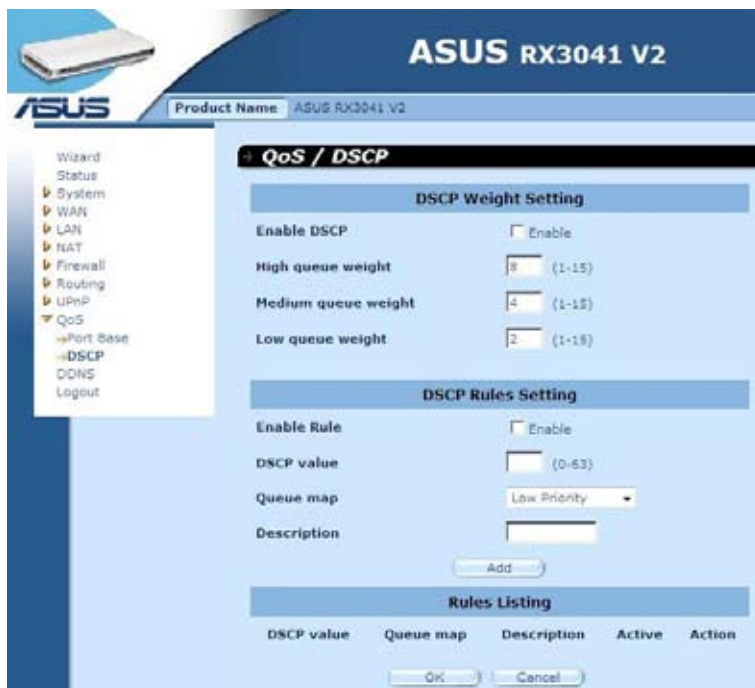 ASUS RX3041 V2
ASUS
Product Name ASUS RX3041 V2
Wizard
Status
System
WAN
LAN
NAT
Firewall
Routing
UPnP
QoS
Port Base
DSCP
DDNS
Logout
QoS / DSCP
DSCP Weight Setting
Enable DSCP Enable
High queue weight 8 (1-15)
Medium queue weight 4 (1-15)
Low queue weight 2 (1-15)
DSCP Rules Setting
Enable Rule Enable
DSCP value (0-63)
Queue map Low Priority
Description
Add
Rules Listing
DSCP value Queue map Description Active Action
OK Cancel